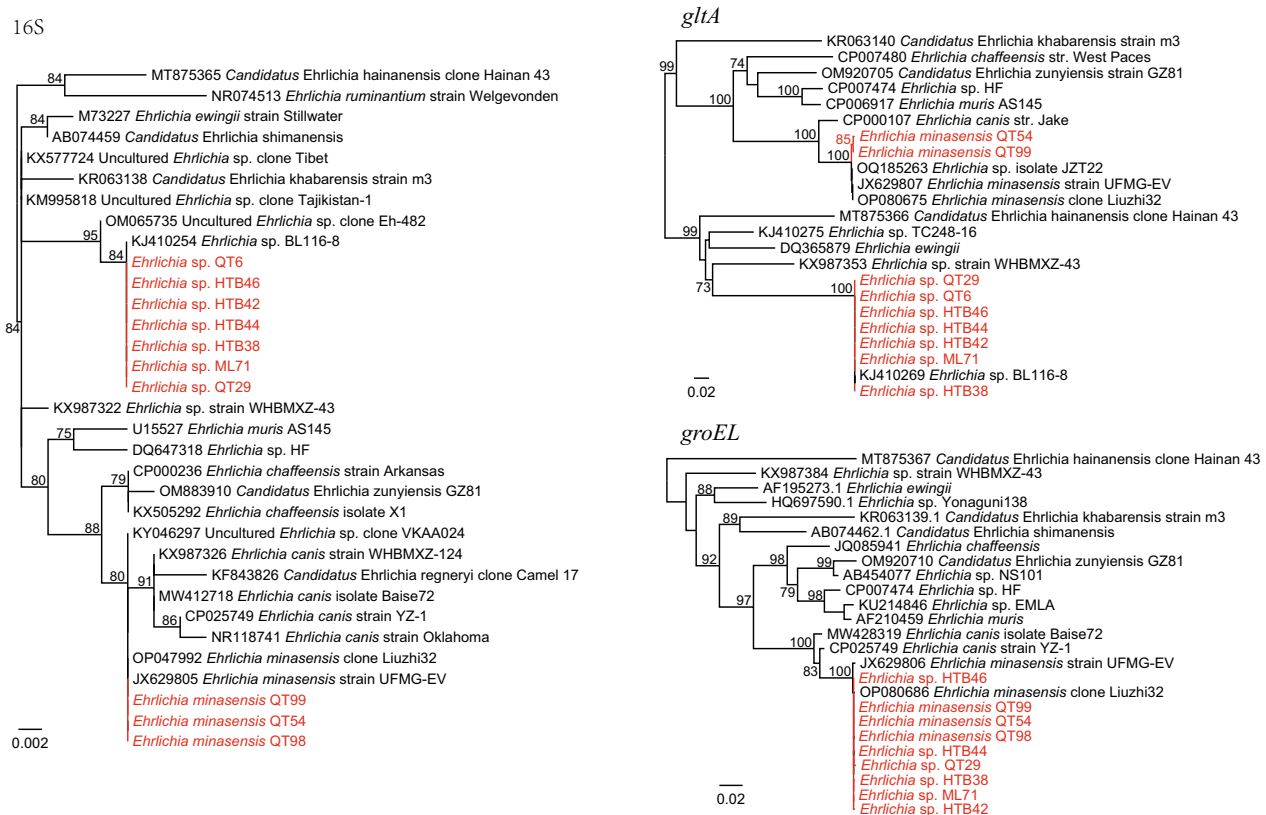 16S
84
MT875365 Candidatus Ehrlichia hainanensis clone Hainan 43
NR074513 Ehrlichia ruminantium strain Welgevonden
84
M73227 Ehrlichia ewingii strain Stillwater
AB074459 Candidatus Ehrlichia shimanensis
KX577724 Uncultured Ehrlichia sp. clone Tibet
KR063138 Candidatus Ehrlichia khabarensis strain m3
KM995818 Uncultured Ehrlichia sp. clone Tajikistan-1
OM065735 Uncultured Ehrlichia sp. clone Eh-482
95
KJ410254 Ehrlichia sp. BL116-8
84
Ehrlichia sp. QT6
Ehrlichia sp. HTB46
Ehrlichia sp. HTB42
Ehrlichia sp. HTB44
84
Ehrlichia sp. HTB38
Ehrlichia sp. ML71
Ehrlichia sp. QT29
KX987322 Ehrlichia sp. strain WHBMXZ-43
U15527 Ehrlichia muris AS145
75
DQ647318 Ehrlichia sp. HF
CP000236 Ehrlichia chaffeensis strain Arkansas
80
79
OM883910 Candidatus Ehrlichia zunyiensis GZ81
KX505292 Ehrlichia chaffeensis isolate X1
88
KY046297 Uncultured Ehrlichia sp. clone VKAA024
KX987326 Ehrlichia canis strain WHBMXZ-124
80
91
KF843826 Candidatus Ehrlichia regneryi clone Camel 17
MW412718 Ehrlichia canis isolate Baise72
CP025749 Ehrlichia canis strain YZ-1
86
NR118741 Ehrlichia canis strain Oklahoma
OP047992 Ehrlichia minasensis clone Liuzhi32
JX629805 Ehrlichia minasensis strain UFMG-EV
Ehrlichia minasensis QT99
Ehrlichia minasensis QT54
Ehrlichia minasensis QT98
0.002
gltA
KR063140 Candidatus Ehrlichia khabarensis strain m3
CP007480 Ehrlichia chaffeensis str. West Paces
99
74
OM920705 Candidatus Ehrlichia zunyiensis strain GZ81
CP007474 Ehrlichia sp. HF
100
100
CP006917 Ehrlichia muris AS145
CP000107 Ehrlichia canis str. Jake
100
85
Ehrlichia minasensis QT54
Ehrlichia minasensis QT99
100
OQ185263 Ehrlichia sp. isolate JZT22
JX629807 Ehrlichia minasensis strain UFMG-EV
OP080675 Ehrlichia minasensis clone Liuzhi32
MT875366 Candidatus Ehrlichia hainanensis clone Hainan 43
99
KJ410275 Ehrlichia sp. TC248-16
DQ365879 Ehrlichia ewingii
KX987353 Ehrlichia sp. strain WHBMXZ-43
73
100
Ehrlichia sp. QT29
Ehrlichia sp. QT6
Ehrlichia sp. HTB46
Ehrlichia sp. HTB44
Ehrlichia sp. HTB42
Ehrlichia sp. ML71
KJ410269 Ehrlichia sp. BL116-8
Ehrlichia sp. HTB38
0.02
groEL
MT875367 Candidatus Ehrlichia hainanensis clone Hainan 43
KX987384 Ehrlichia sp. strain WHBMXZ-43
88
AF195273.1 Ehrlichia ewingii
HQ697590.1 Ehrlichia sp. Yonaguni138
89
KR063139.1 Candidatus Ehrlichia khabarensis strain m3
AB074462.1 Ehrlichia shimanensis
JQ085941 Ehrlichia chaffeensis
92
98
99
OM920710 Candidatus Ehrlichia zunyiensis GZ81
AB454077 Ehrlichia sp. NS101
79
CP007474 Ehrlichia sp. HF
97
98
KU214846 Ehrlichia sp. EMLA
AF210459 Ehrlichia muris
MW428319 Ehrlichia canis isolate Baise72
100
CP025749 Ehrlichia canis strain YZ-1
JX629806 Ehrlichia minasensis strain UFMG-EV
83
100
Ehrlichia sp. HTB46
OP080686 Ehrlichia minasensis clone Liuzhi32
Ehrlichia minasensis QT99
Ehrlichia minasensis QT54
Ehrlichia minasensis QT98
Ehrlichia sp. HTB44
Ehrlichia sp. QT29
Ehrlichia sp. HTB38
Ehrlichia sp. ML71
Ehrlichia sp. HTB42
0.02